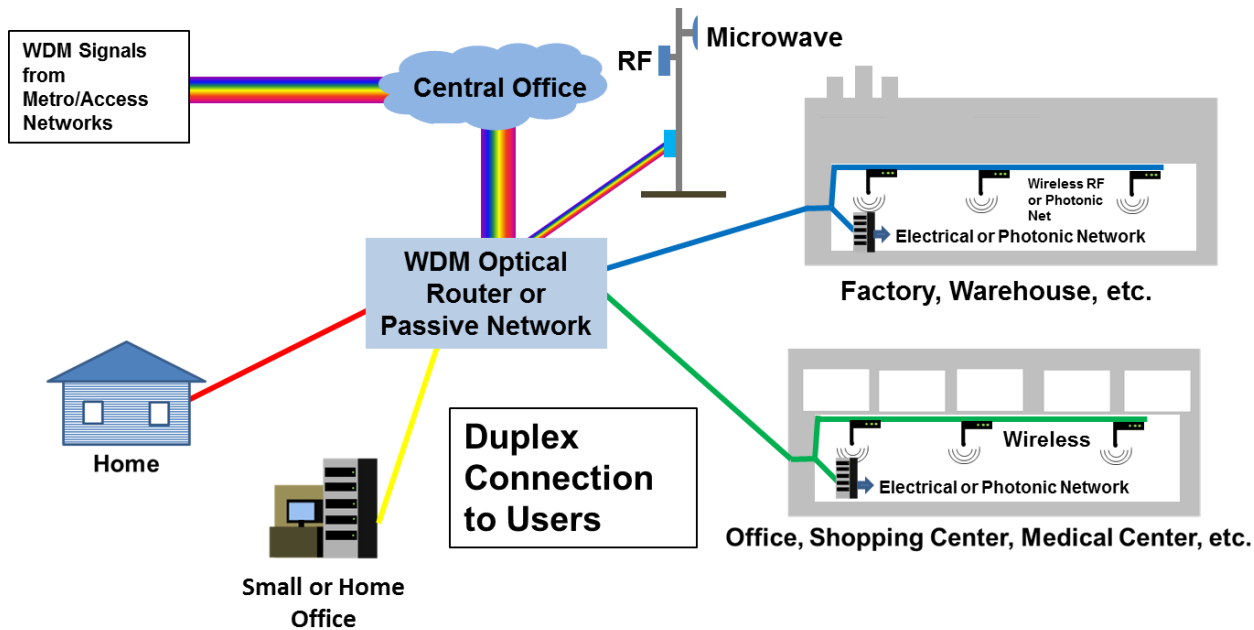 WDM Signals
from
Metro/Access
Networks
Central Office
RF
Microwave
WDM Optical
Router or
Passive Network
Wireless RF
or Photonic
Net
Electrical or Photonic Network
Factory, Warehouse, etc.
Home
Small or Home
Office
Duplex
Connection
to Users
Wireless
Electrical or Photonic Network
Office, Shopping Center, Medical Center, etc.